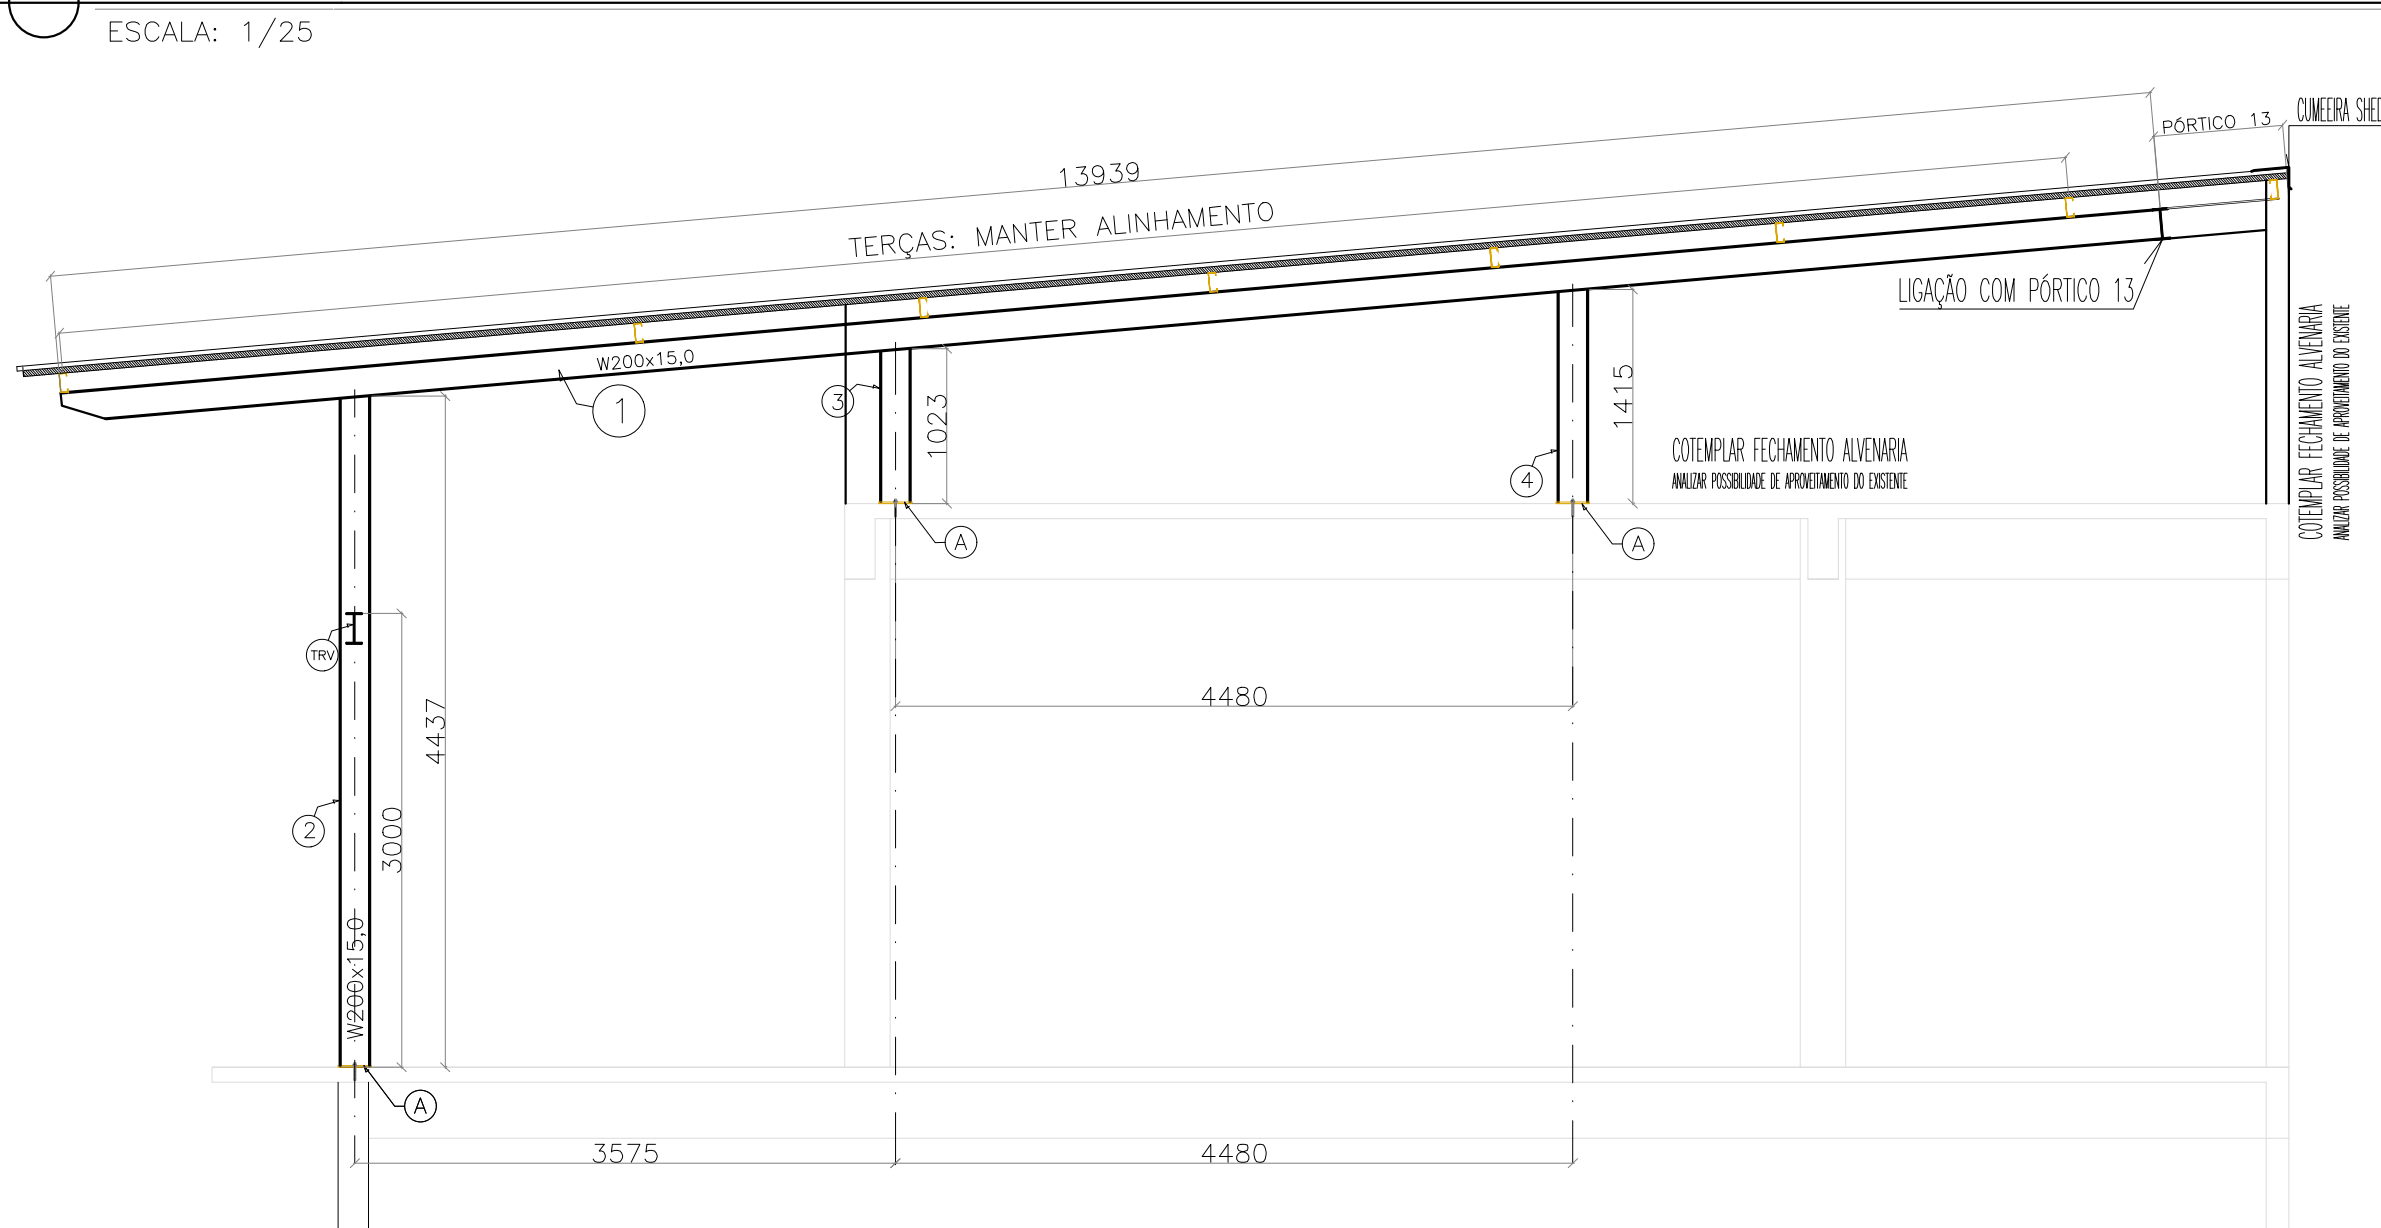 ESCALA: 1/25
CUMEEIRA SHED
PÓRTICO 13
13939
TERÇAS: MANTER ALINHAMENTO
LIGAÇÃO COM PÓRTICO 13
W200x15,0
1
3
1023
1415
4
COTEMPLAR FECHAMENTO ALVENARIA
ANALIZAR POSSIBILIDADE DE APROVEITAMENTO DO EXISTENTE
COTEMPLAR FECHAMENTO ALVENARIA
ANALIZAR POSSIBILIDADE DE APROVEITAMENTO DO EXISTENTE
A
A
TRV
4480
4437
3000
2
W200x15,0
A
3575
4480